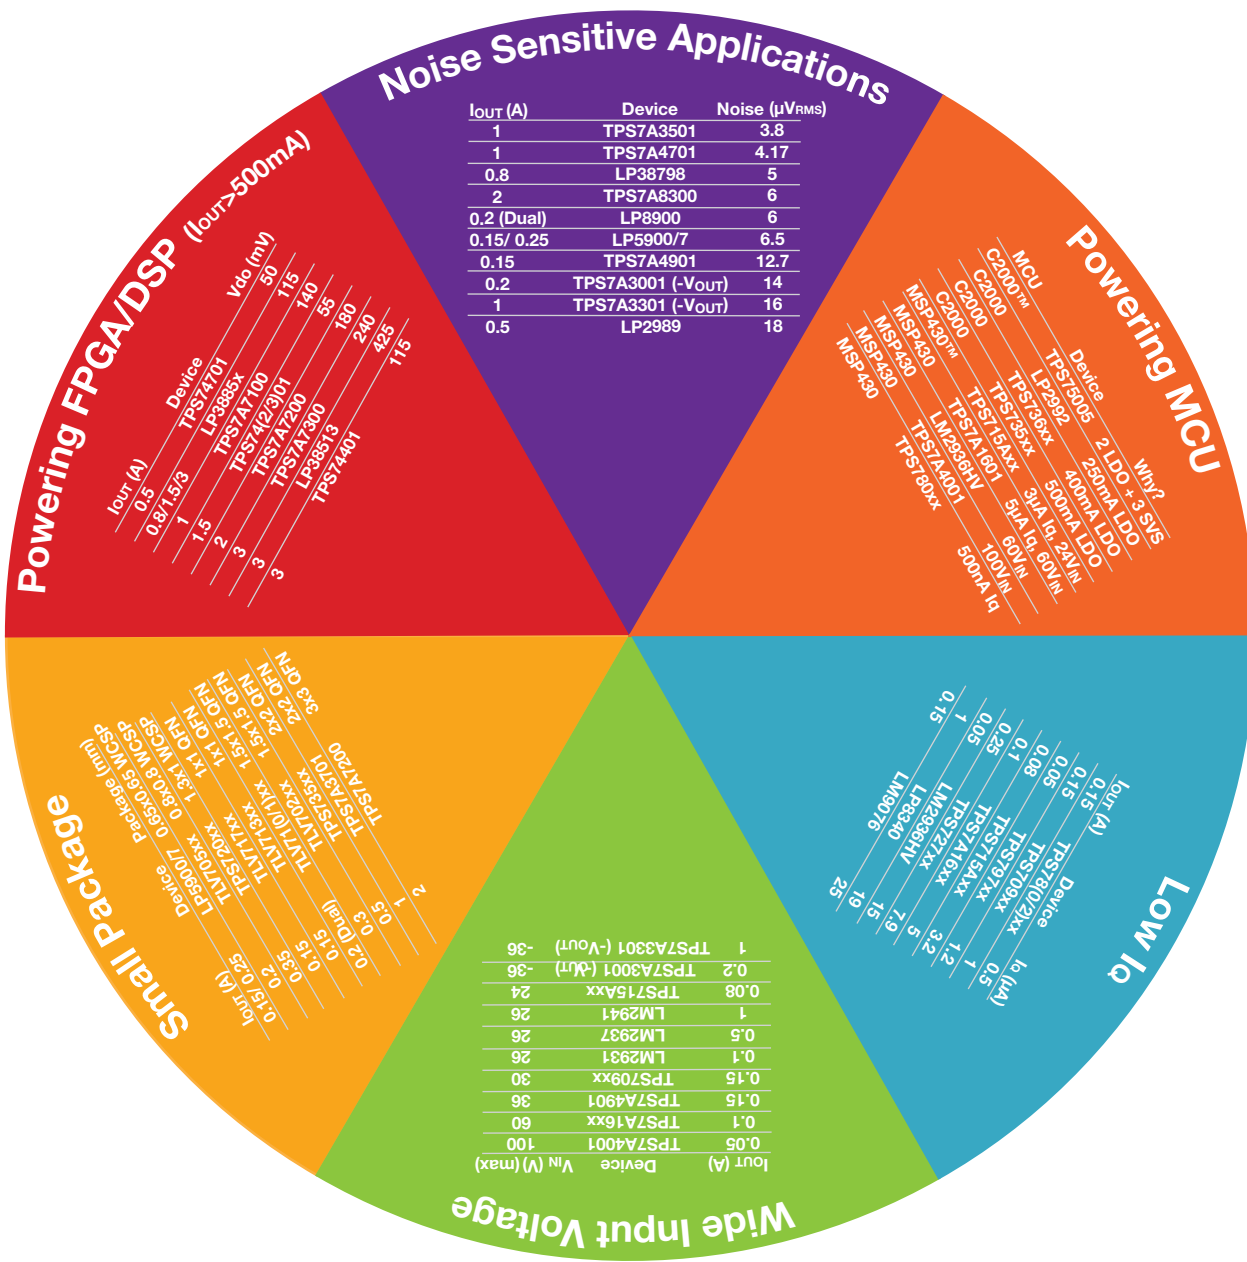 Noise Sensitive Applications
IOUT (A) Device Noise (µVRMS)
1 TPS7A3501 3.8
1 TPS7A4701 4.17
0.8 LP38798 5
2 TPS7A8300 6
0.2 (Dual) LP8900 6
0.15/ 0.25 LP5900/7 6.5
0.15 TPS7A4901 12.7
0.2 TPS7A3001 (-VOUT) 14
1 TPS7A3301 (-VOUT) 16
0.5 LP2989 18
Powering MCU
MCU Device Why?
C2000™ TPS75005 2 LDO + 3 SVS
C2000 LP2992 250mA LDO
C2000 TPS736xx 400mA LDO
C2000 TPS735xx 500mA LDO
MSP430™ TPS715Axx 3µA Iq, 24VIN
MSP430 TPS7A1601 5µA Iq, 60VIN
MSP430 LM2936HV 60VIN
MSP430 TPS7A4001 100VIN
MSP430 TPS780xx 500nA Iq
Low IQ
IOUT (A) Device IQ (µA)
0.15 TPS78(0/2)xx 0.5
0.15 TPS709xx 1
0.05 TPS797xx 1.2
0.08 TPS715Axx 3.2
0.1 TPS7A16xx 5
0.25 TPS727xx 7.9
0.05 LM2936HV 15
1 LP8340 19
0.15 LM9076 25
Wide Input Voltage
IOUT (A) Device VIN (V) (max)
0.05 TPS7A4001 100
0.1 TPS7A16xx 60
0.15 TPS7A4901 36
0.15 TPS709xx 30
0.1 LM2931 26
0.5 LM2937 26
1 LM2941 26
0.08 TPS715Axx 24
0.2 TPS7A3001 (-VOUT) -36
1 TPS7A3301 (-VOUT) -36
Small Package
IOUT (A) Device Package (mm)
0.15/ 0.25 LP5900/7 0.65x0.65 WCSP
0.2 TLV705xx 0.8x0.8 WCSP
0.35 TPS720xx 1.3x1 WCSP
0.15 TLV717xx 1x1 QFN
0.15 TLV713xx 1x1 QFN
0.2 (Dual) TLV71(0/1)xx 1.5x1.5 QFN
0.3 TLV702xx 1.5x1.5 QFN
0.5 TPS735xx 2x2 QFN
1 TPS7A3701 2x2 QFN
2 TPS7A7200 3x3 QFN
Powering FPGA/DSP (IOUT>500mA)
IOUT (A) Device Vdo (mV)
0.5 TPS74701 50
0.8/1.5/3 LP3885x 115
1 TPS7A7100 140
1.5 TPS74(2/3)01 55
2 TPS7A7200 180
3 TPS7A7300 240
3 LP38513 425
3 TPS74401 115